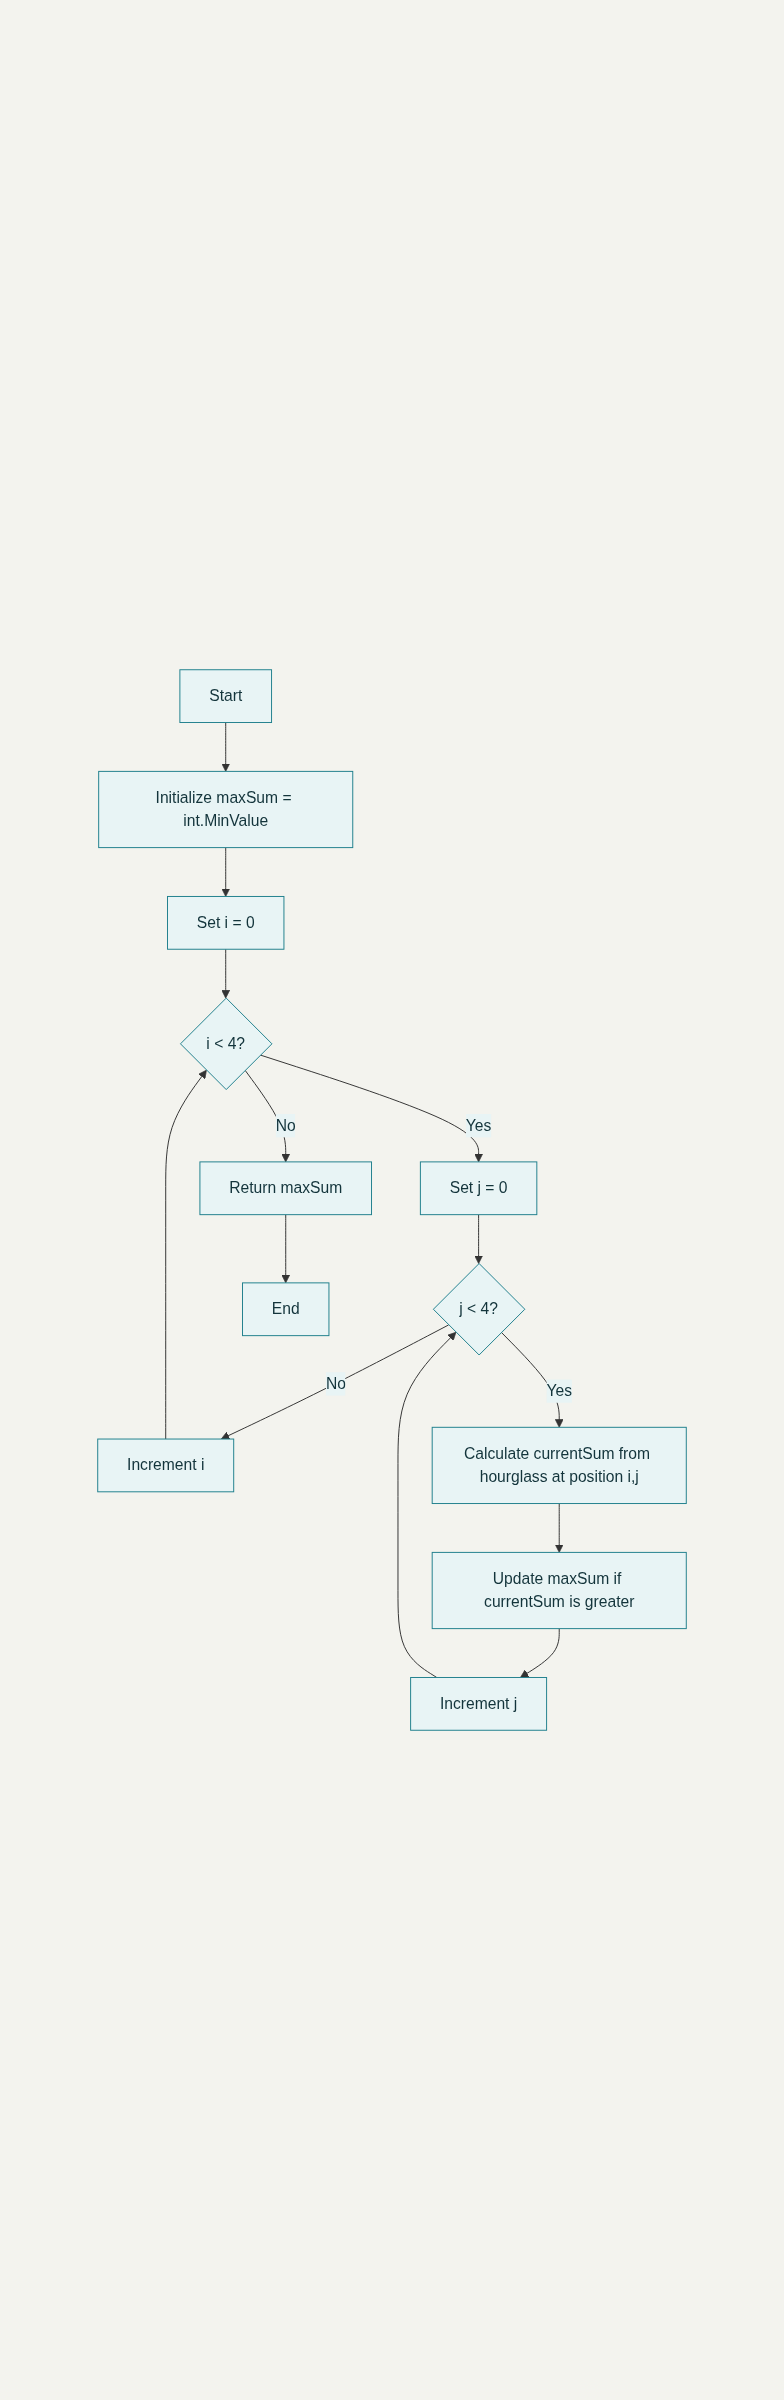 Start
Initialize maxSum =
int.MinValue
Set i = 0
i < 4?
No
Yes
Return maxSum
Set j = 0
End
j < 4?
No
Yes
Increment i
Calculate currentSum from
hourglass at position i,j
Update maxSum if
currentSum is greater
Increment j